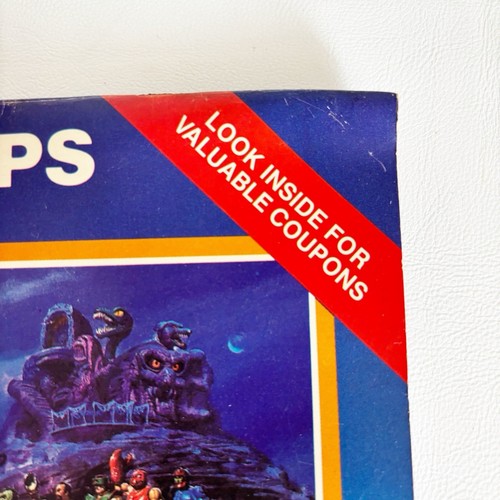 PS
LOOK INSIDE FOR
VALUABLE COUPONS